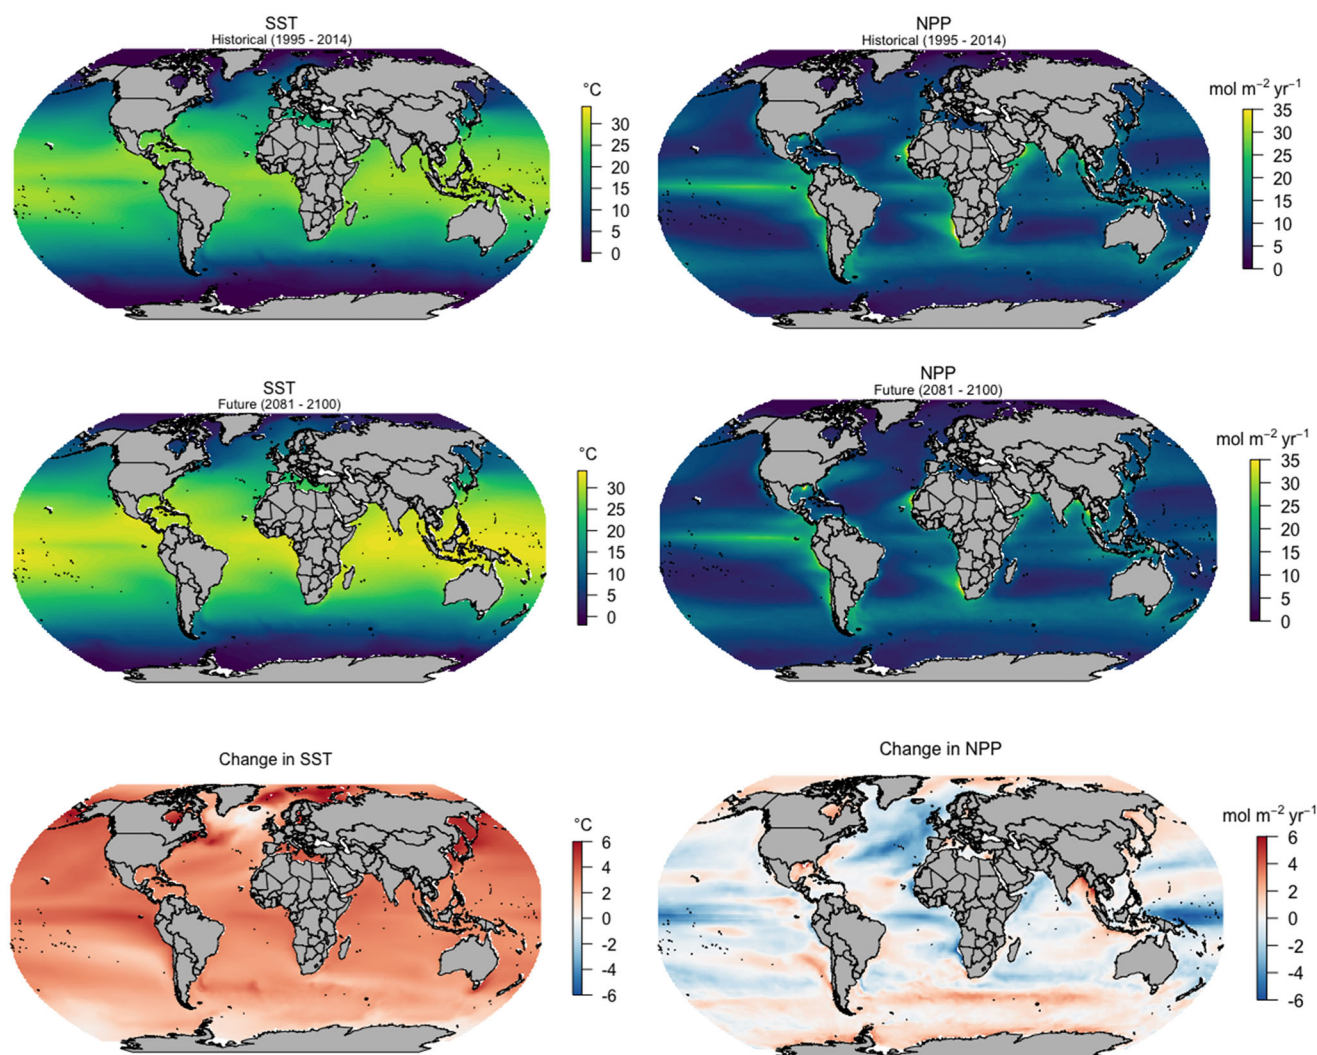 SST
Historical (1995 - 2014)
°C
30
25
20
15
10
5
0
NPP
Historical (1995 - 2014)
mol m⁻² yr⁻¹
35
30
25
20
15
10
5
0
SST
Future (2081 - 2100)
°C
30
25
20
15
10
5
0
NPP
Future (2081 - 2100)
mol m⁻² yr⁻¹
35
30
25
20
15
10
5
0
Change in SST
°C
6
4
2
0
-2
-4
-6
Change in NPP
mol m⁻² yr⁻¹
6
4
2
0
-2
-4
-6